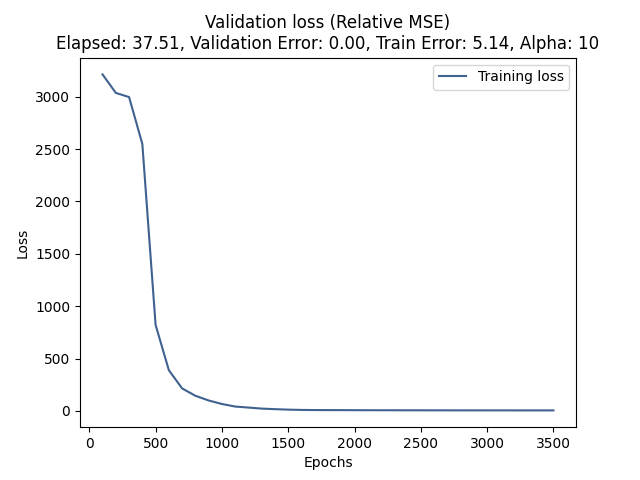 Validation loss (Relative MSE)
Elapsed: 37.51, Validation Error: 0.00, Train Error: 5.14, Alpha: 10
Training loss
3000
2500
2000
1500
1000
500
0
Loss
0 500 1000 1500 2000 2500 3000 3500
Epochs